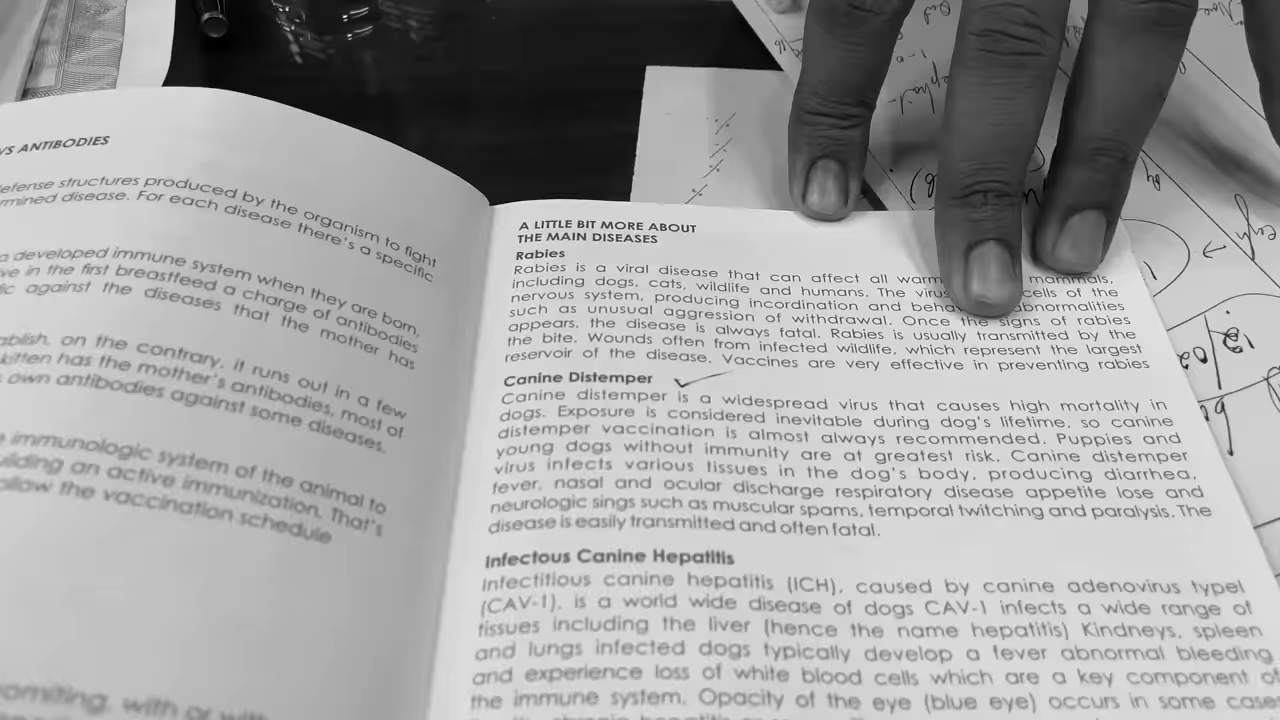 VS ANTIBODIES
efense structures produced by the organism to fight
rmined disease. For each disease there's a specific
a developed immune system when they are born,
ve in the first breastfeed a charge of antibodies
fic against the diseases that the mother has
ablish, on the contrary, it runs out in a few
kitten has the mother's antibodies, most of
own antibodies against some diseases.
immunologic system of the animal to
uilding an active immunization. That's
ollow the vaccination schedule
vomiting, with or with
A LITTLE BIT MORE ABOUT
THE MAIN DISEASES
Rabies
Rabies is a viral disease that can affect all warm mammals,
including dogs, cats, wildlife and humans. The virus cells of the
nervous system, producing incordination and behav abnormalities
such as unusual aggression of withdrawal. Once the signs of rabies
appears, the disease is always fatal. Rabies is usually transmitted by the
the bite. Wounds often from infected wildlife, which represent the largest
reservoir of the disease. Vaccines are very effective in preventing rabies
Canine Distemper
Canine distemper is a widespread virus that causes high mortality in
dogs. Exposure is considered inevitable during dog's lifetime, so canine
distemper vaccination is almost always recommended. Puppies and
young dogs without immunity are at greatest risk. Canine distemper
virus infects various tissues in the dog's body, producing diarrhea,
fever, nasal and ocular discharge respiratory disease appetite lose and
neurologic sings such as muscular spams, temporal twitching and paralysis. The
disease is easily transmitted and often fatal.
Infectous Canine Hepatitis
Infectitious canine hepatitis (ICH), caused by canine adenovirus type1
(CAV-1), is a world wide disease of dogs CAV-1 infects a wide range of
tissues including the liver (hence the name hepatitis) Kindneys, spleen
and lungs infected dogs typically develop a fever abnormal bleeding
and experience loss of white blood cells which are a key component of
the immune system. Opacity of the eye (blue eye) occurs in some case